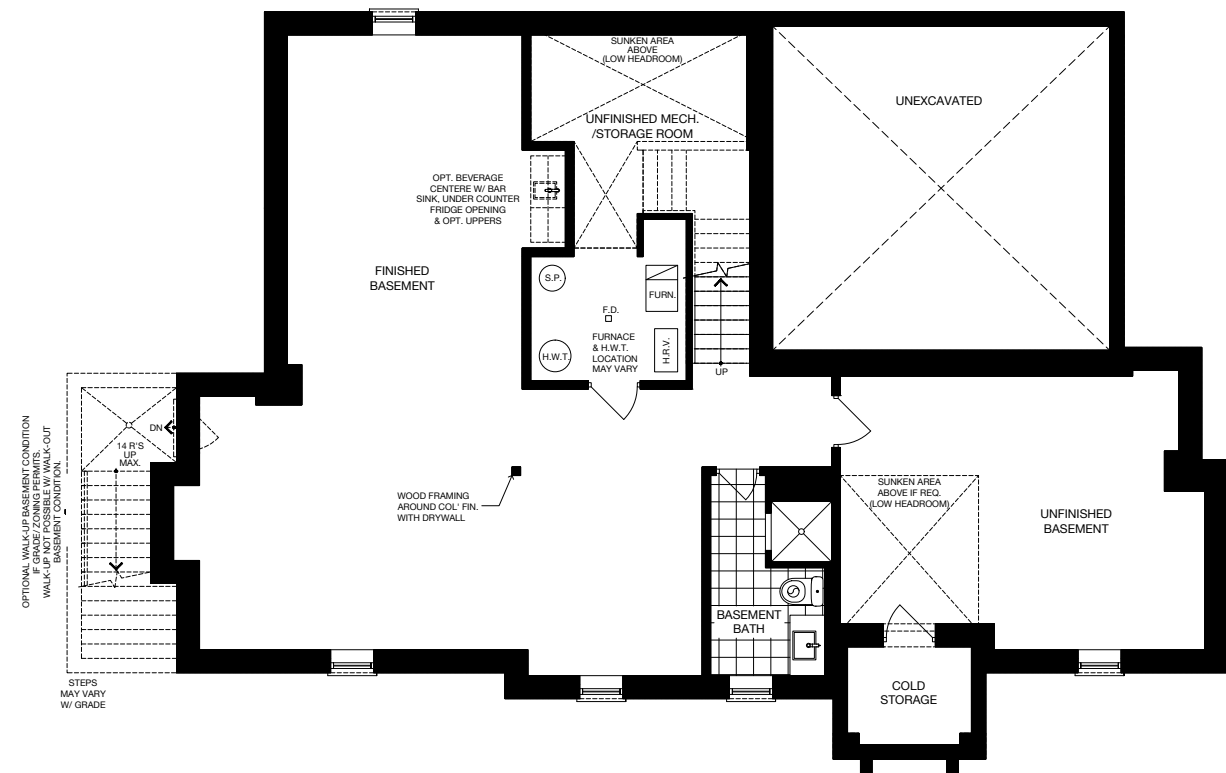 SUNKEN AREA
ABOVE
(LOW HEADROOM)
UNFINISHED MECH.
/STORAGE ROOM
UNEXCAVATED
OPT. BEVERAGE
CENTERE W/ BAR
SINK, UNDER COUNTER
FRIDGE OPENING
& OPT. UPPERS
FINISHED
BASEMENT
S.P.
FURN.
F.D.
FURNACE
& H.W.T.
LOCATION
MAY VARY
H.W.T.
H.R.V.
UP
OPTIONAL WALK-UP BASEMENT CONDITION
IF GRADE/ZONING PERMITS.
WALK-UP NOT POSSIBLE W/ WALK-OUT
BASEMENT CONDITION.
DN
14 R'S
UP
MAX.
WOOD FRAMING
AROUND COL' FIN.
WITH DRYWALL
SUNKEN AREA
ABOVE IF REQ.
(LOW HEADROOM)
UNFINISHED
BASEMENT
BASEMENT
BATH
COLD
STORAGE
STEPS
MAY VARY
W/ GRADE